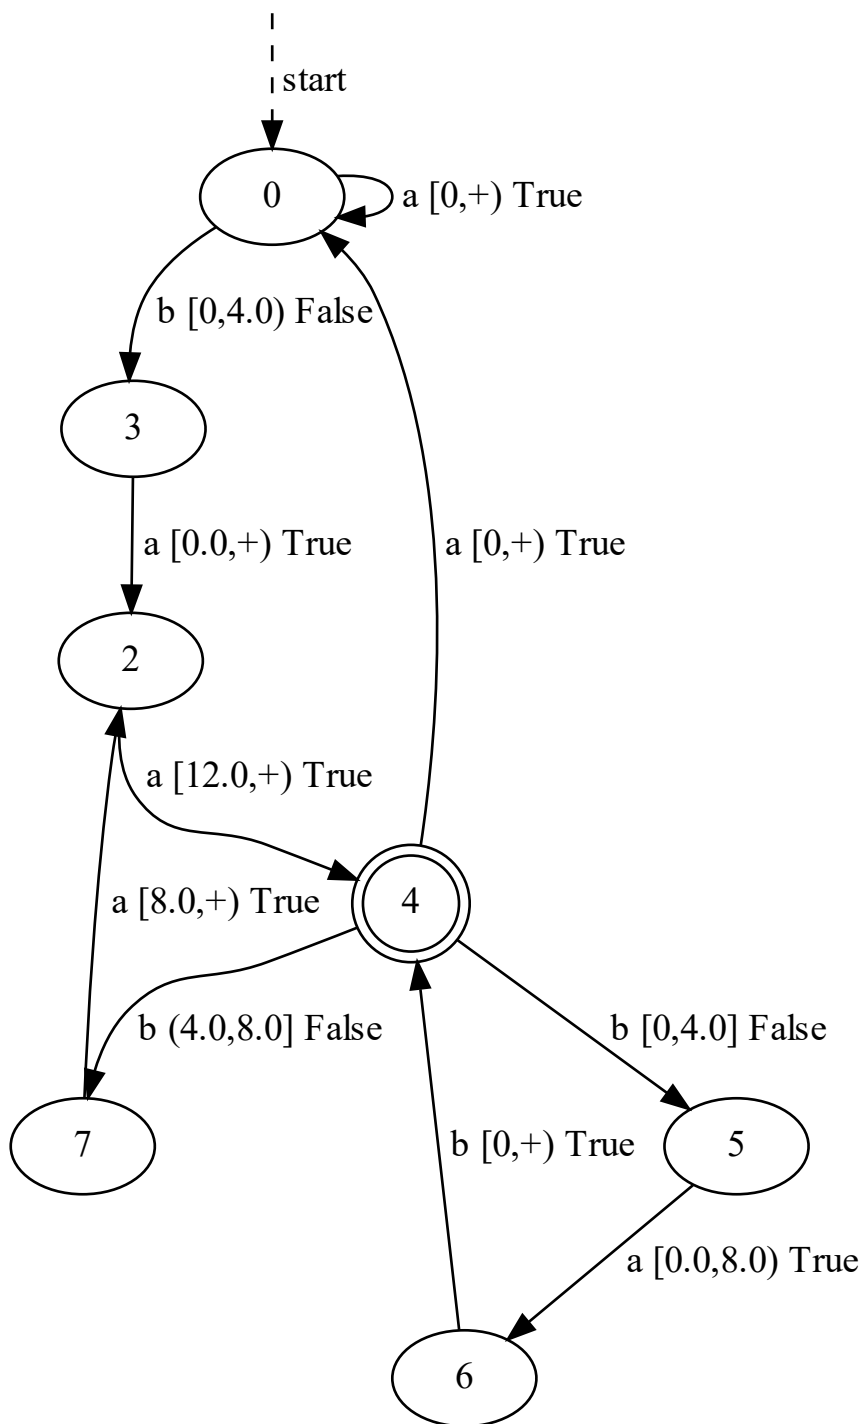 start
0
a [0,+) True
b [0,4.0) False
3
a [0.0,+) True
a [0,+) True
2
a [12.0,+) True
a [8.0,+) True
4
b (4.0,8.0] False
b [0,4.0] False
7
b [0,+) True
5
a [0.0,8.0) True
6